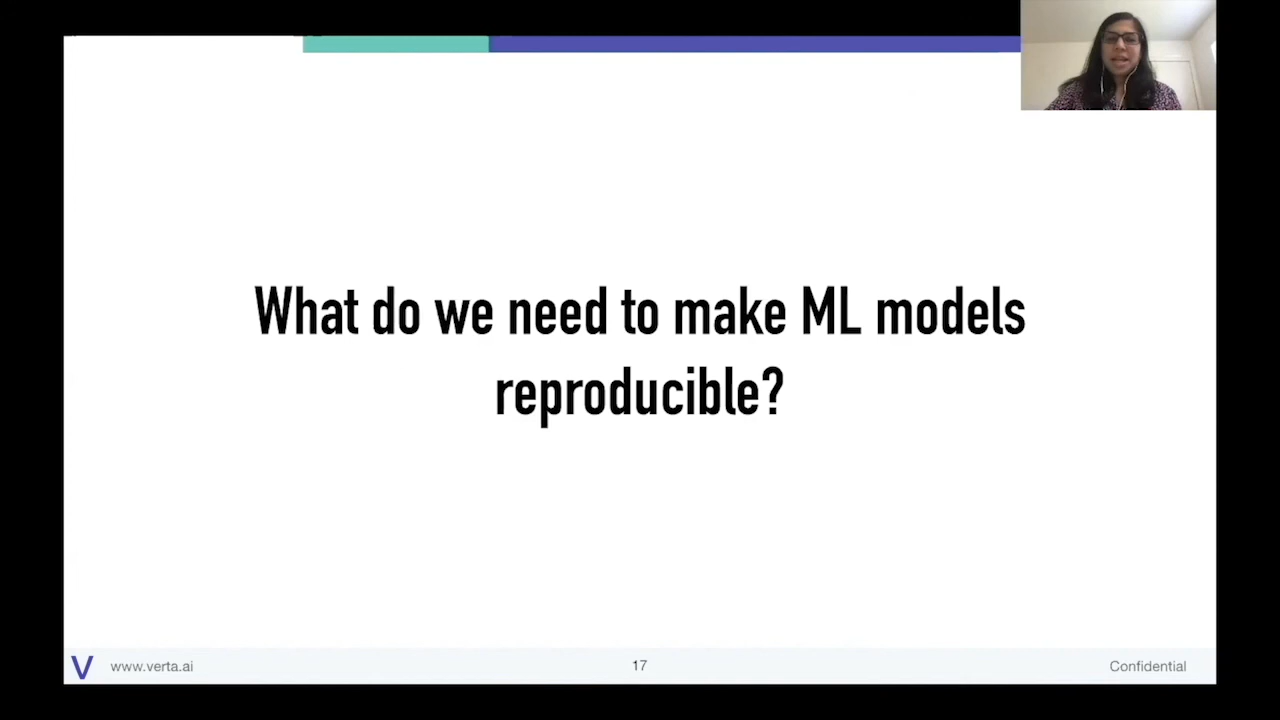 What do we need to make ML models
reproducible?
V www.verta.ai 17 Confidential